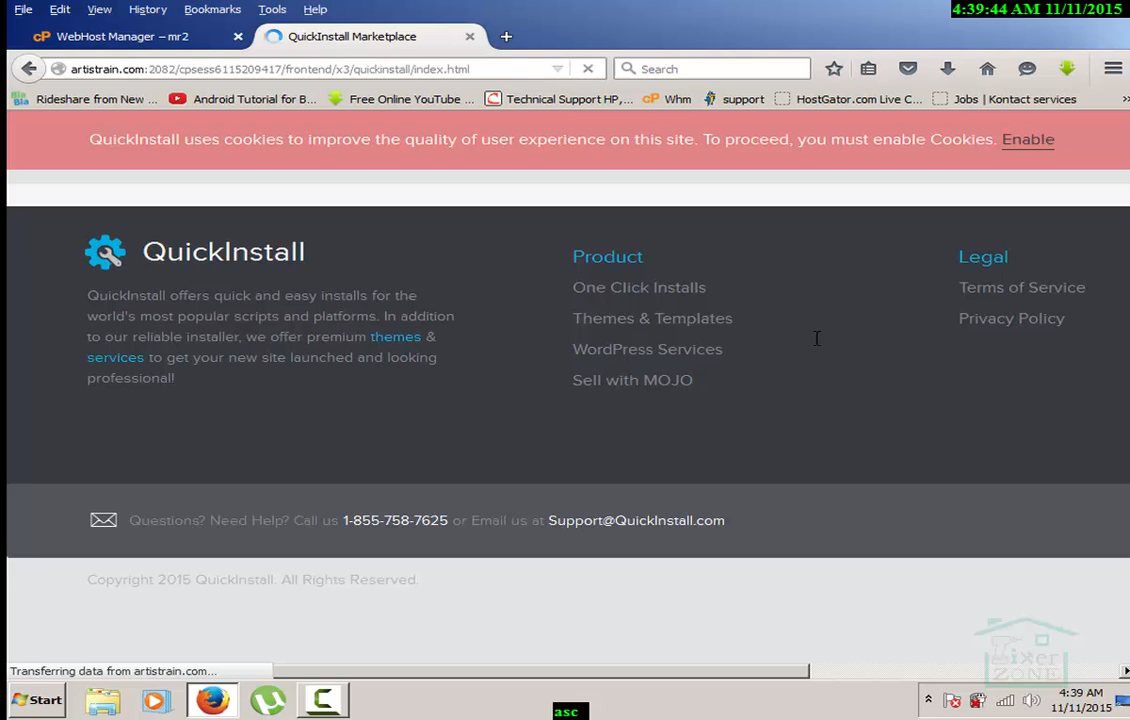 File Edit View History Bookmarks Tools Help
4:39:44 AM 11/11/2015
cP WebHost Manager – mr2
QuickInstall Marketplace
artistrain.com:2082/cpsess6115209417/frontend/x3/quickinstall/index.html
Search
Rideshare from New ... Android Tutorial for B... Free Online YouTube ... Technical Support HP,... cP Whm support HostGator.com Live C... Jobs | Kontact services
QuickInstall uses cookies to improve the quality of user experience on this site. To proceed, you must enable Cookies. Enable
QuickInstall
QuickInstall offers quick and easy installs for the
world's most popular scripts and platforms. In addition
to our reliable installer, we offer premium themes &
services to get your new site launched and looking
professional!
Product
One Click Installs
Themes & Templates
WordPress Services
Sell with MOJO
Legal
Terms of Service
Privacy Policy
Questions? Need Help? Call us 1-855-758-7625 or Email us at Support@QuickInstall.com
Copyright 2015 QuickInstall. All Rights Reserved.
ZONE
Transferring data from artistrain.com...
Start
asc
4:39 AM
11/11/2015